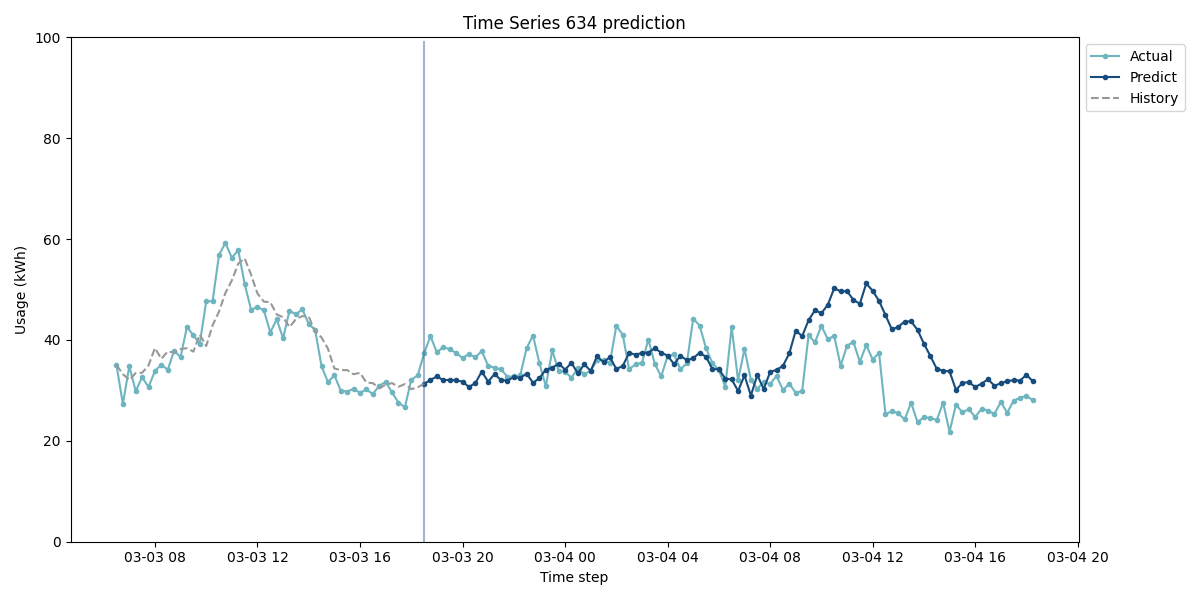 Time Series 634 prediction
100
80
60
40
20
0
Usage (kWh)
03-03 08 03-03 12 03-03 16 03-03 20 03-04 00 03-04 04 03-04 08 03-04 12 03-04 16 03-04 20
Time step
Actual
Predict
History